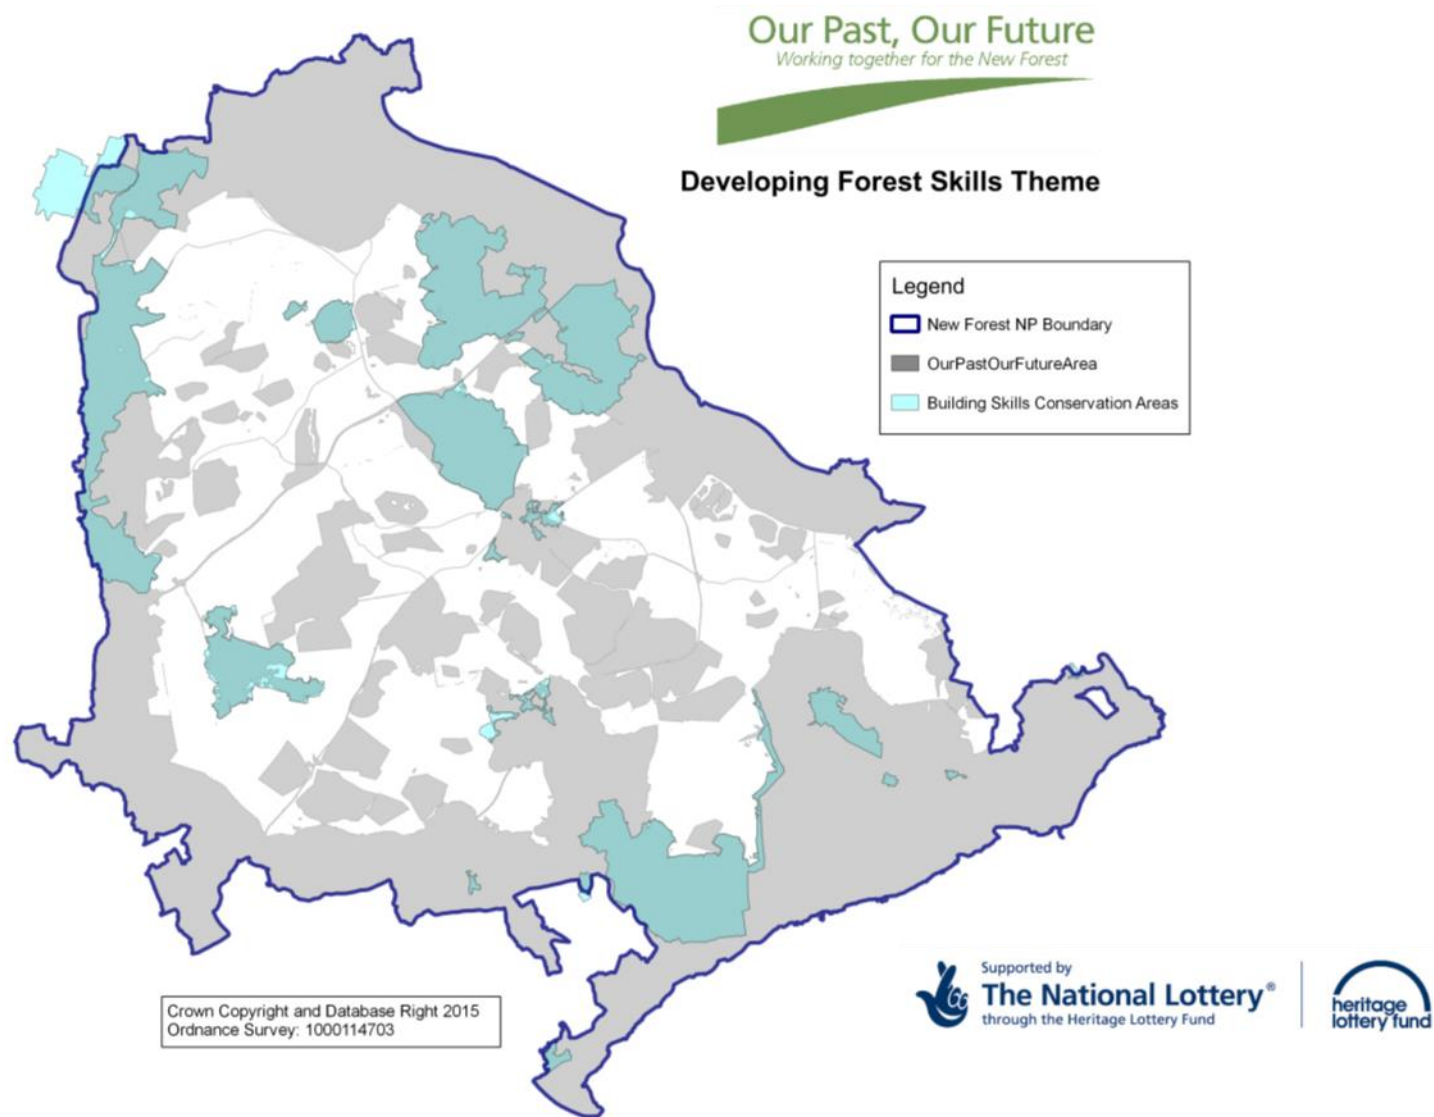 Our Past, Our Future
Working together for the New Forest
Developing Forest Skills Theme
Legend
New Forest NP Boundary
OurPastOurFutureArea
Building Skills Conservation Areas
Crown Copyright and Database Right 2015
Ordnance Survey: 1000114703
Supported by
The National Lottery®
through the Heritage Lottery Fund
heritage
lottery fund